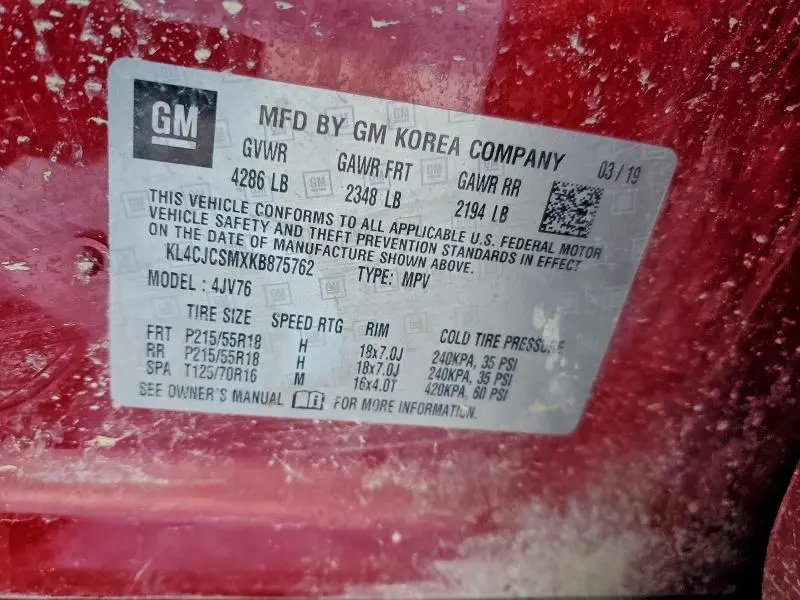 GM
MFD BY GM KOREA COMPANY 03/19
GVWR GAWR FRT GAWR RR
4286 LB 2348 LB 2194 LB
THIS VEHICLE CONFORMS TO ALL APPLICABLE U.S. FEDERAL MOTOR
VEHICLE SAFETY AND THEFT PREVENTION STANDARDS IN EFFECT
ON THE DATE OF MANUFACTURE SHOWN ABOVE.
KL4CJCSMXKB875762 TYPE: MPV
MODEL : 4JV76
TIRE SIZE SPEED RTG RIM COLD TIRE PRESSURE
FRT P215/55R18 H 18x7.0J 240KPA, 35 PSI
RR P215/55R18 H 18x7.0J 240KPA, 35 PSI
SPA T125/70R16 M 16x4.0T 420KPA, 60 PSI
SEE OWNER'S MANUAL FOR MORE INFORMATION.